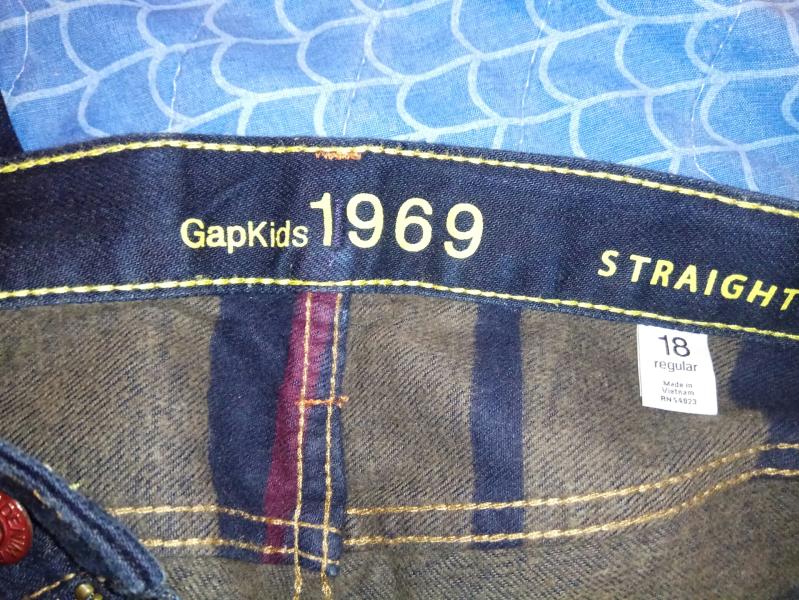 GapKids 1969
STRAIGHT
18
regular
Made in
Vietnam
RN 54023